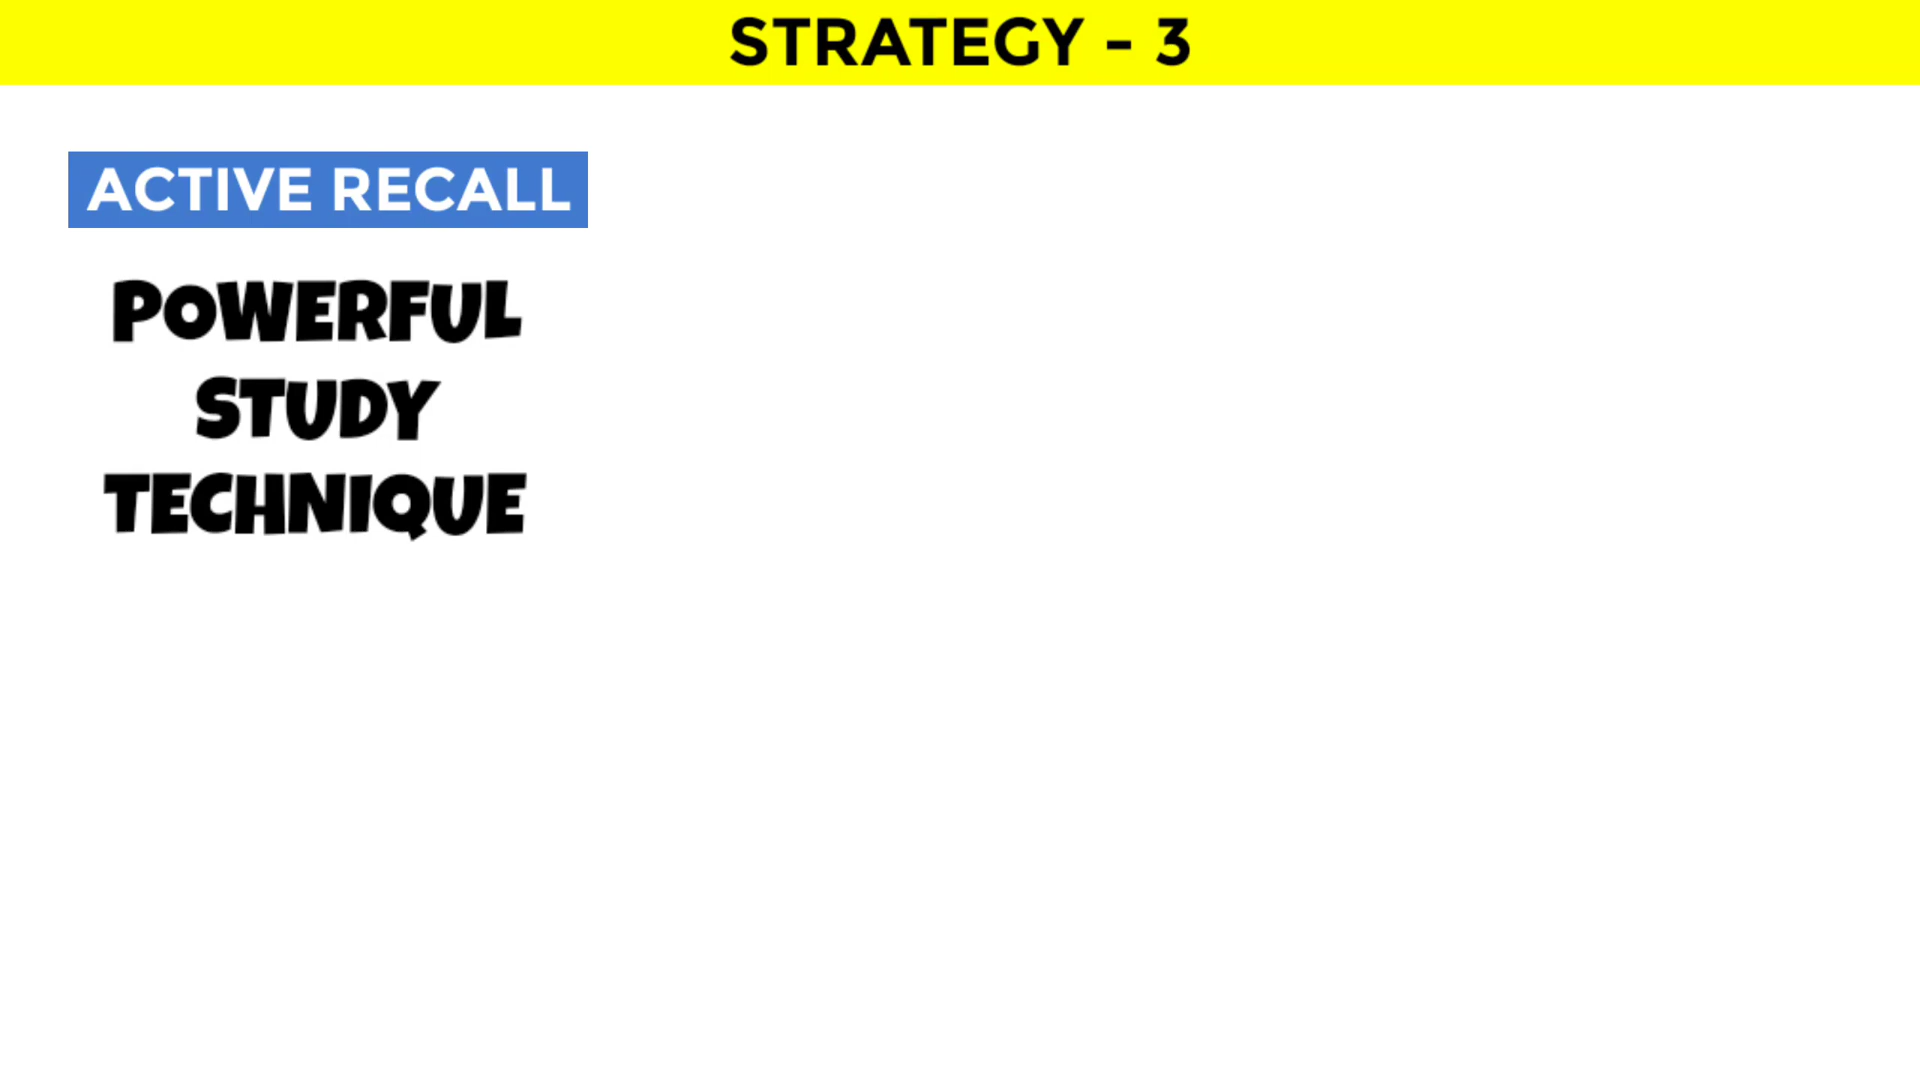 STRATEGY - 3
ACTIVE RECALL
POWERFUL
STUDY
TECHNIQUE